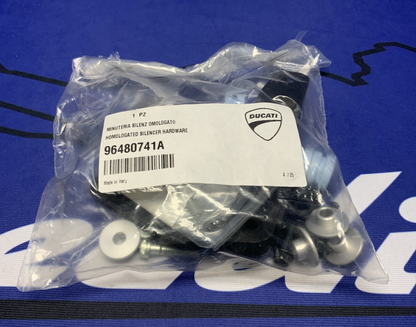 1 PZ
MINUTERIA SILENZ OMOLOGATO
HOMOLOGATED SILENCER HARDWARE
DUCATI
96480741A
Made in Italy